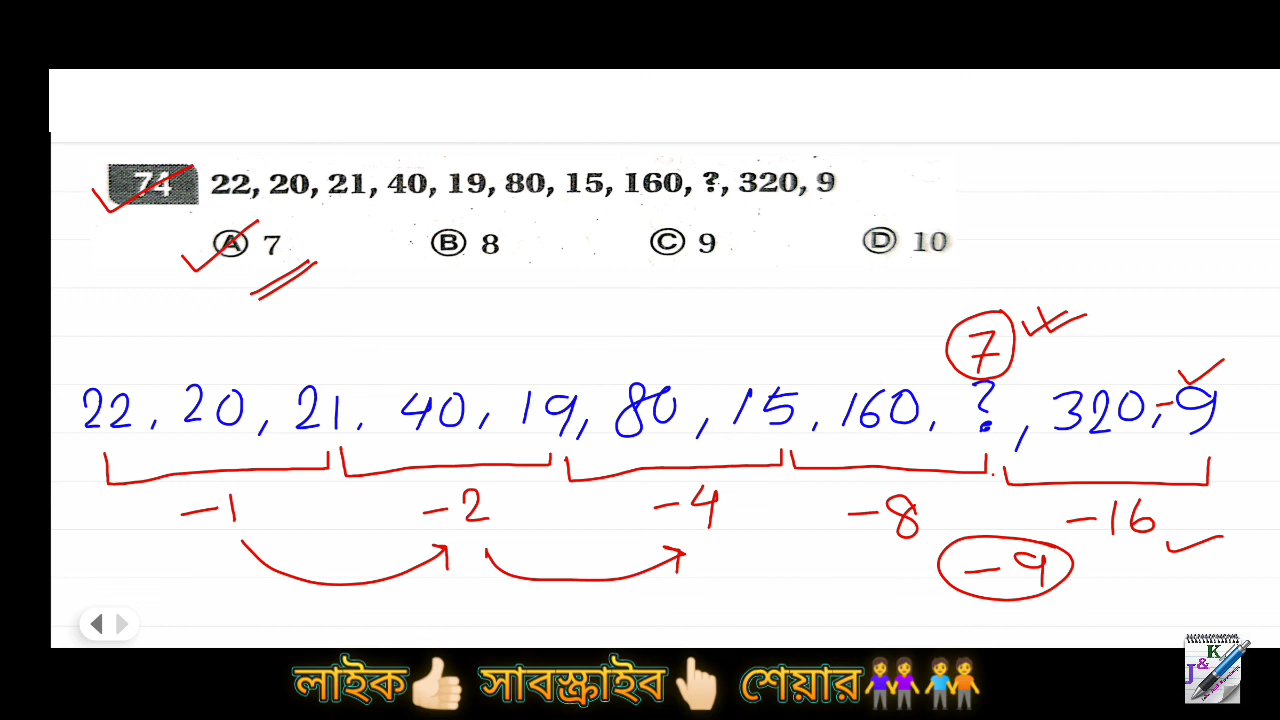 74 22, 20, 21, 40, 19, 80, 15, 160, ?, 320, 9
A 7 B 8 C 9 D 10
7
22, 20, 21, 40, 19, 80, 15, 160, ?, 320, -9
-1 -2 -4 -8 -16
-9
লাইক সাবস্ক্রাইব শেয়ার
J & K